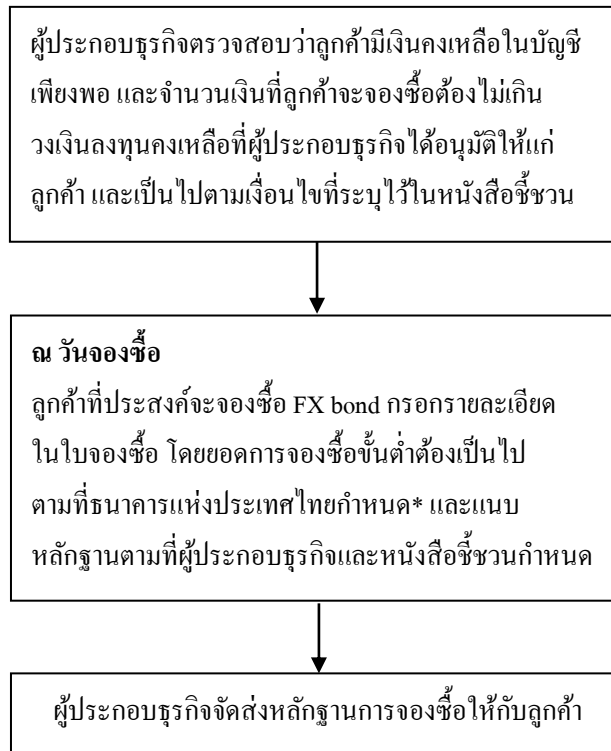 ผู้ประกอบธุรกิจตรวจสอบว่าลูกค้ามีเงินคงเหลือในบัญชี
เพียงพอ และจำนวนเงินที่ลูกค้าจะจองซื้อต้องไม่เกิน
วงเงินลงทุนคงเหลือที่ผู้ประกอบธุรกิจได้อนุมัติให้แก่
ลูกค้า และเป็นไปตามเงื่อนไขที่ระบุไว้ในหนังสือชี้ชวน
ณ วันจองซื้อ
ลูกค้าที่ประสงค์จะจองซื้อ FX bond กรอกรายละเอียด
ในใบจองซื้อ โดยยอดการจองซื้อขั้นต่ำต้องเป็นไป
ตามที่ธนาคารแห่งประเทศไทยกำหนด* และแนบ
หลักฐานตามที่ผู้ประกอบธุรกิจและหนังสือชี้ชวนกำหนด
ผู้ประกอบธุรกิจจัดส่งหลักฐานการจองซื้อให้กับลูกค้า